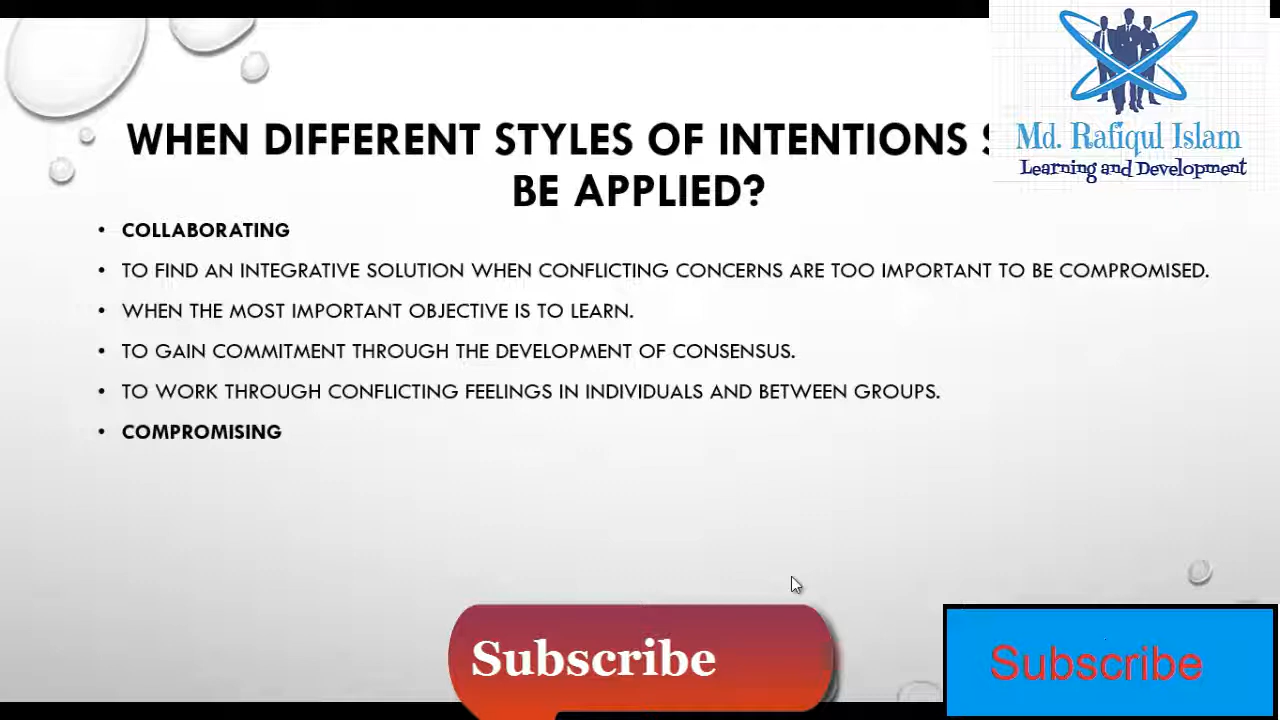 WHEN DIFFERENT STYLES OF INTENTIONS
BE APPLIED?
Md. Rafiqul Islam
Learning and Development
• COLLABORATING
• TO FIND AN INTEGRATIVE SOLUTION WHEN CONFLICTING CONCERNS ARE TOO IMPORTANT TO BE COMPROMISED.
• WHEN THE MOST IMPORTANT OBJECTIVE IS TO LEARN.
• TO GAIN COMMITMENT THROUGH THE DEVELOPMENT OF CONSENSUS.
• TO WORK THROUGH CONFLICTING FEELINGS IN INDIVIDUALS AND BETWEEN GROUPS.
• COMPROMISING
Subscribe
Subscribe